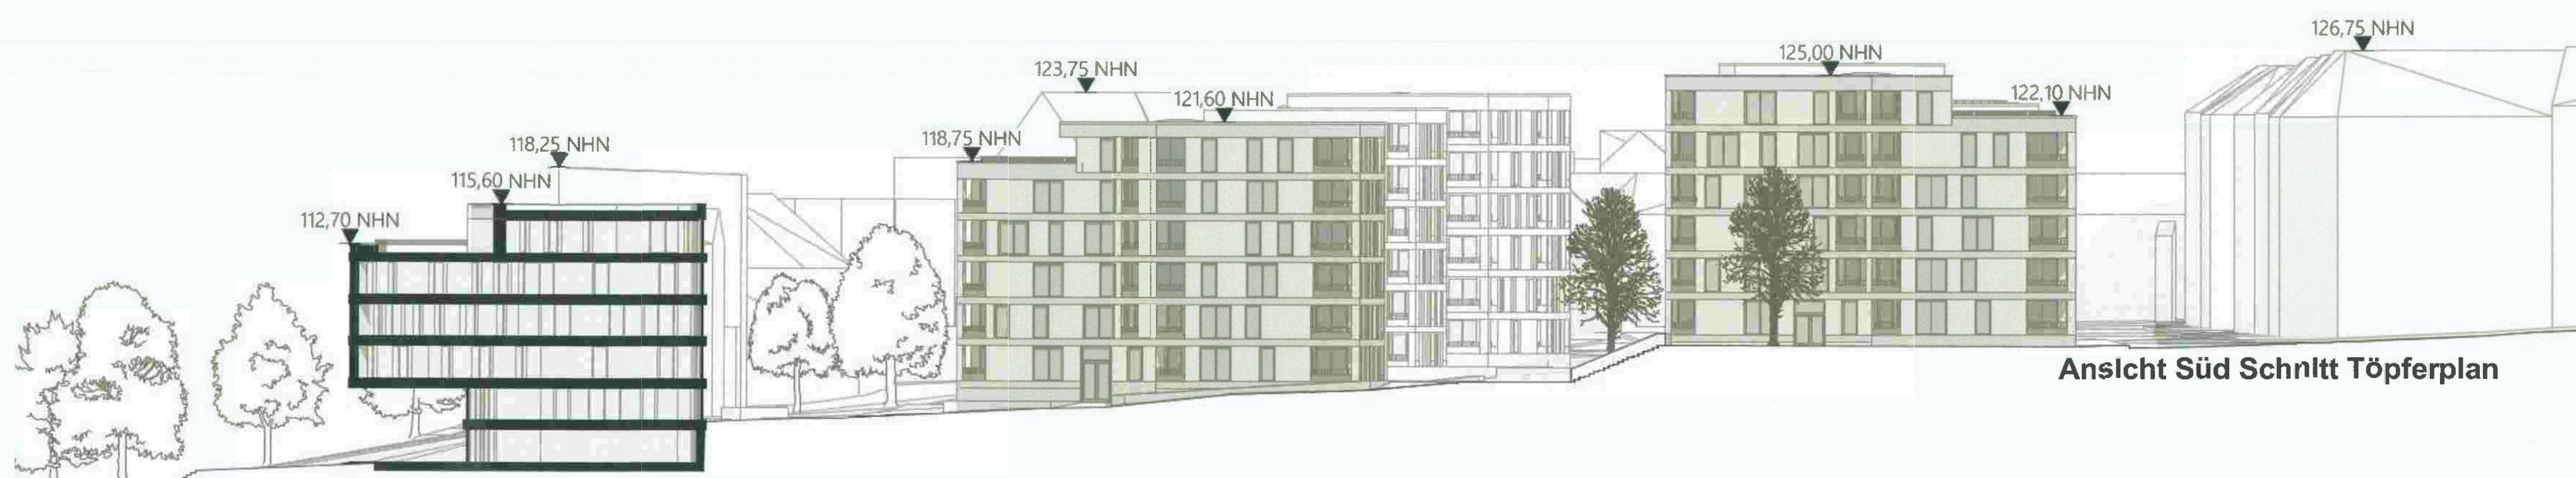 126,75 NHN
125,00 NHN
123,75 NHN
122,10 NHN
121,60 NHN
118,75 NHN
118,25 NHN
115,60 NHN
112,70 NHN
Ansicht Süd Schnitt Töpferplan